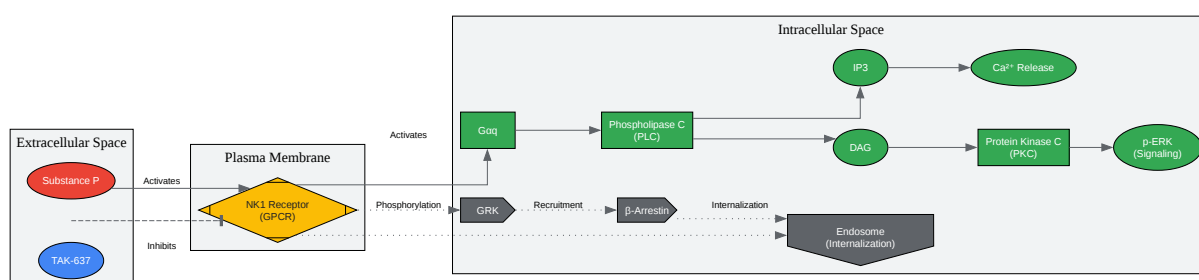 Intracellular Space
IP3
Ca²⁺ Release
Extracellular Space
Substance P
TAK-637
Activates
Inhibits
Plasma Membrane
NK1 Receptor
(GPCR)
Activates
Gαq
Phospholipase C
(PLC)
DAG
Protein Kinase C
(PKC)
p-ERK
(Signaling)
Phosphorylation
GRK
Recruitment
β-Arrestin
Internalization
Endosome
(Internalization)